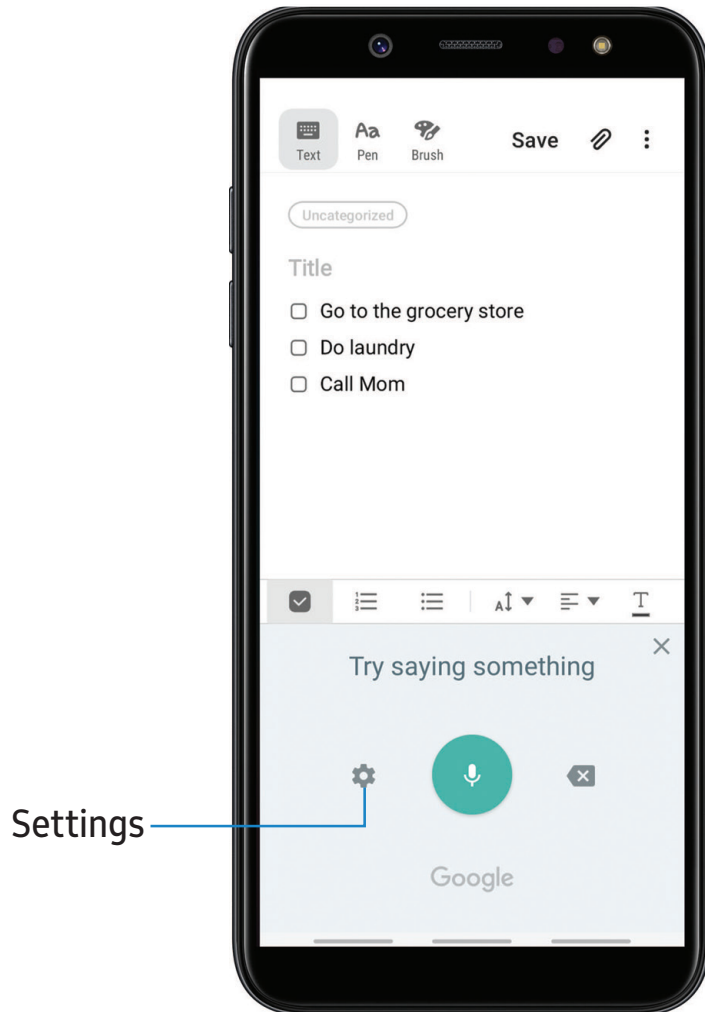 Aa
Save
Text
Pen
Brush
Uncategorized
Title
Go to the grocery store
Do laundry
Call Mom
A
T
Try saying something
Settings
Google